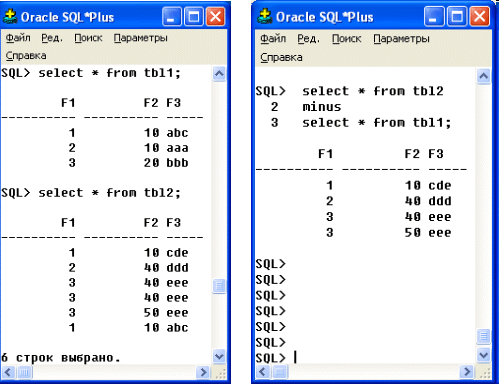 Oracle SQL*Plus
Файл Ред. Поиск Параметры
Справка
SQL> select * from tbl1;
F1 F2 F3
---------- ---------- -----
1 10 abc
2 10 aaa
3 20 bbb
SQL> select * from tbl2;
F1 F2 F3
---------- ---------- -----
1 10 cde
2 40 ddd
3 40 eee
3 40 eee
3 50 eee
1 10 abc
6 строк выбрано.
Oracle SQL*Plus
Файл Ред. Поиск Параметры
Справка
SQL> select * from tbl2
2 minus
3 select * from tbl1;
F1 F2 F3
---------- ---------- -----
1 10 cde
2 40 ddd
3 40 eee
3 50 eee
SQL>
SQL>
SQL>
SQL>
SQL>
SQL>
SQL>